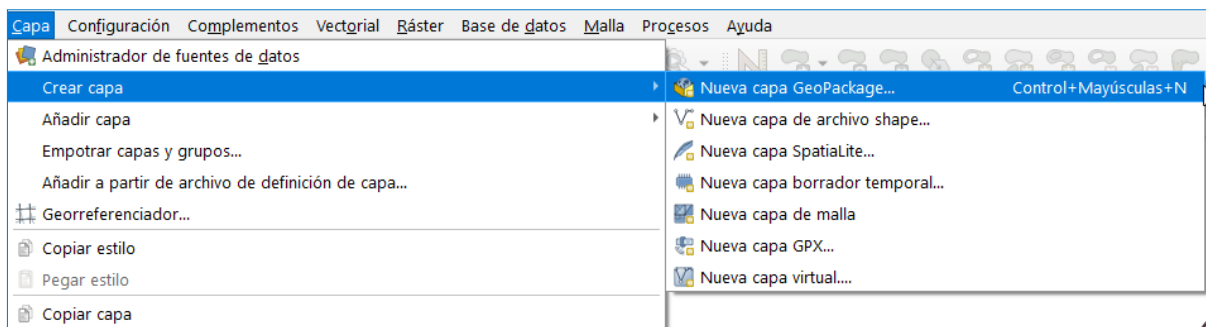 Capa Configuración Complementos Vectorial Ráster Base de datos Malla Procesos Ayuda
Administrador de fuentes de datos
Crear capa
Añadir capa
Empotrar capas y grupos...
Añadir a partir de archivo de definición de capa...
Georreferenciador...
Copiar estilo
Pegar estilo
Copiar capa
Nueva capa GeoPackage... Control+Mayúsculas+N
Nueva capa de archivo shape...
Nueva capa SpatiaLite...
Nueva capa borrador temporal...
Nueva capa de malla
Nueva capa GPX...
Nueva capa virtual....